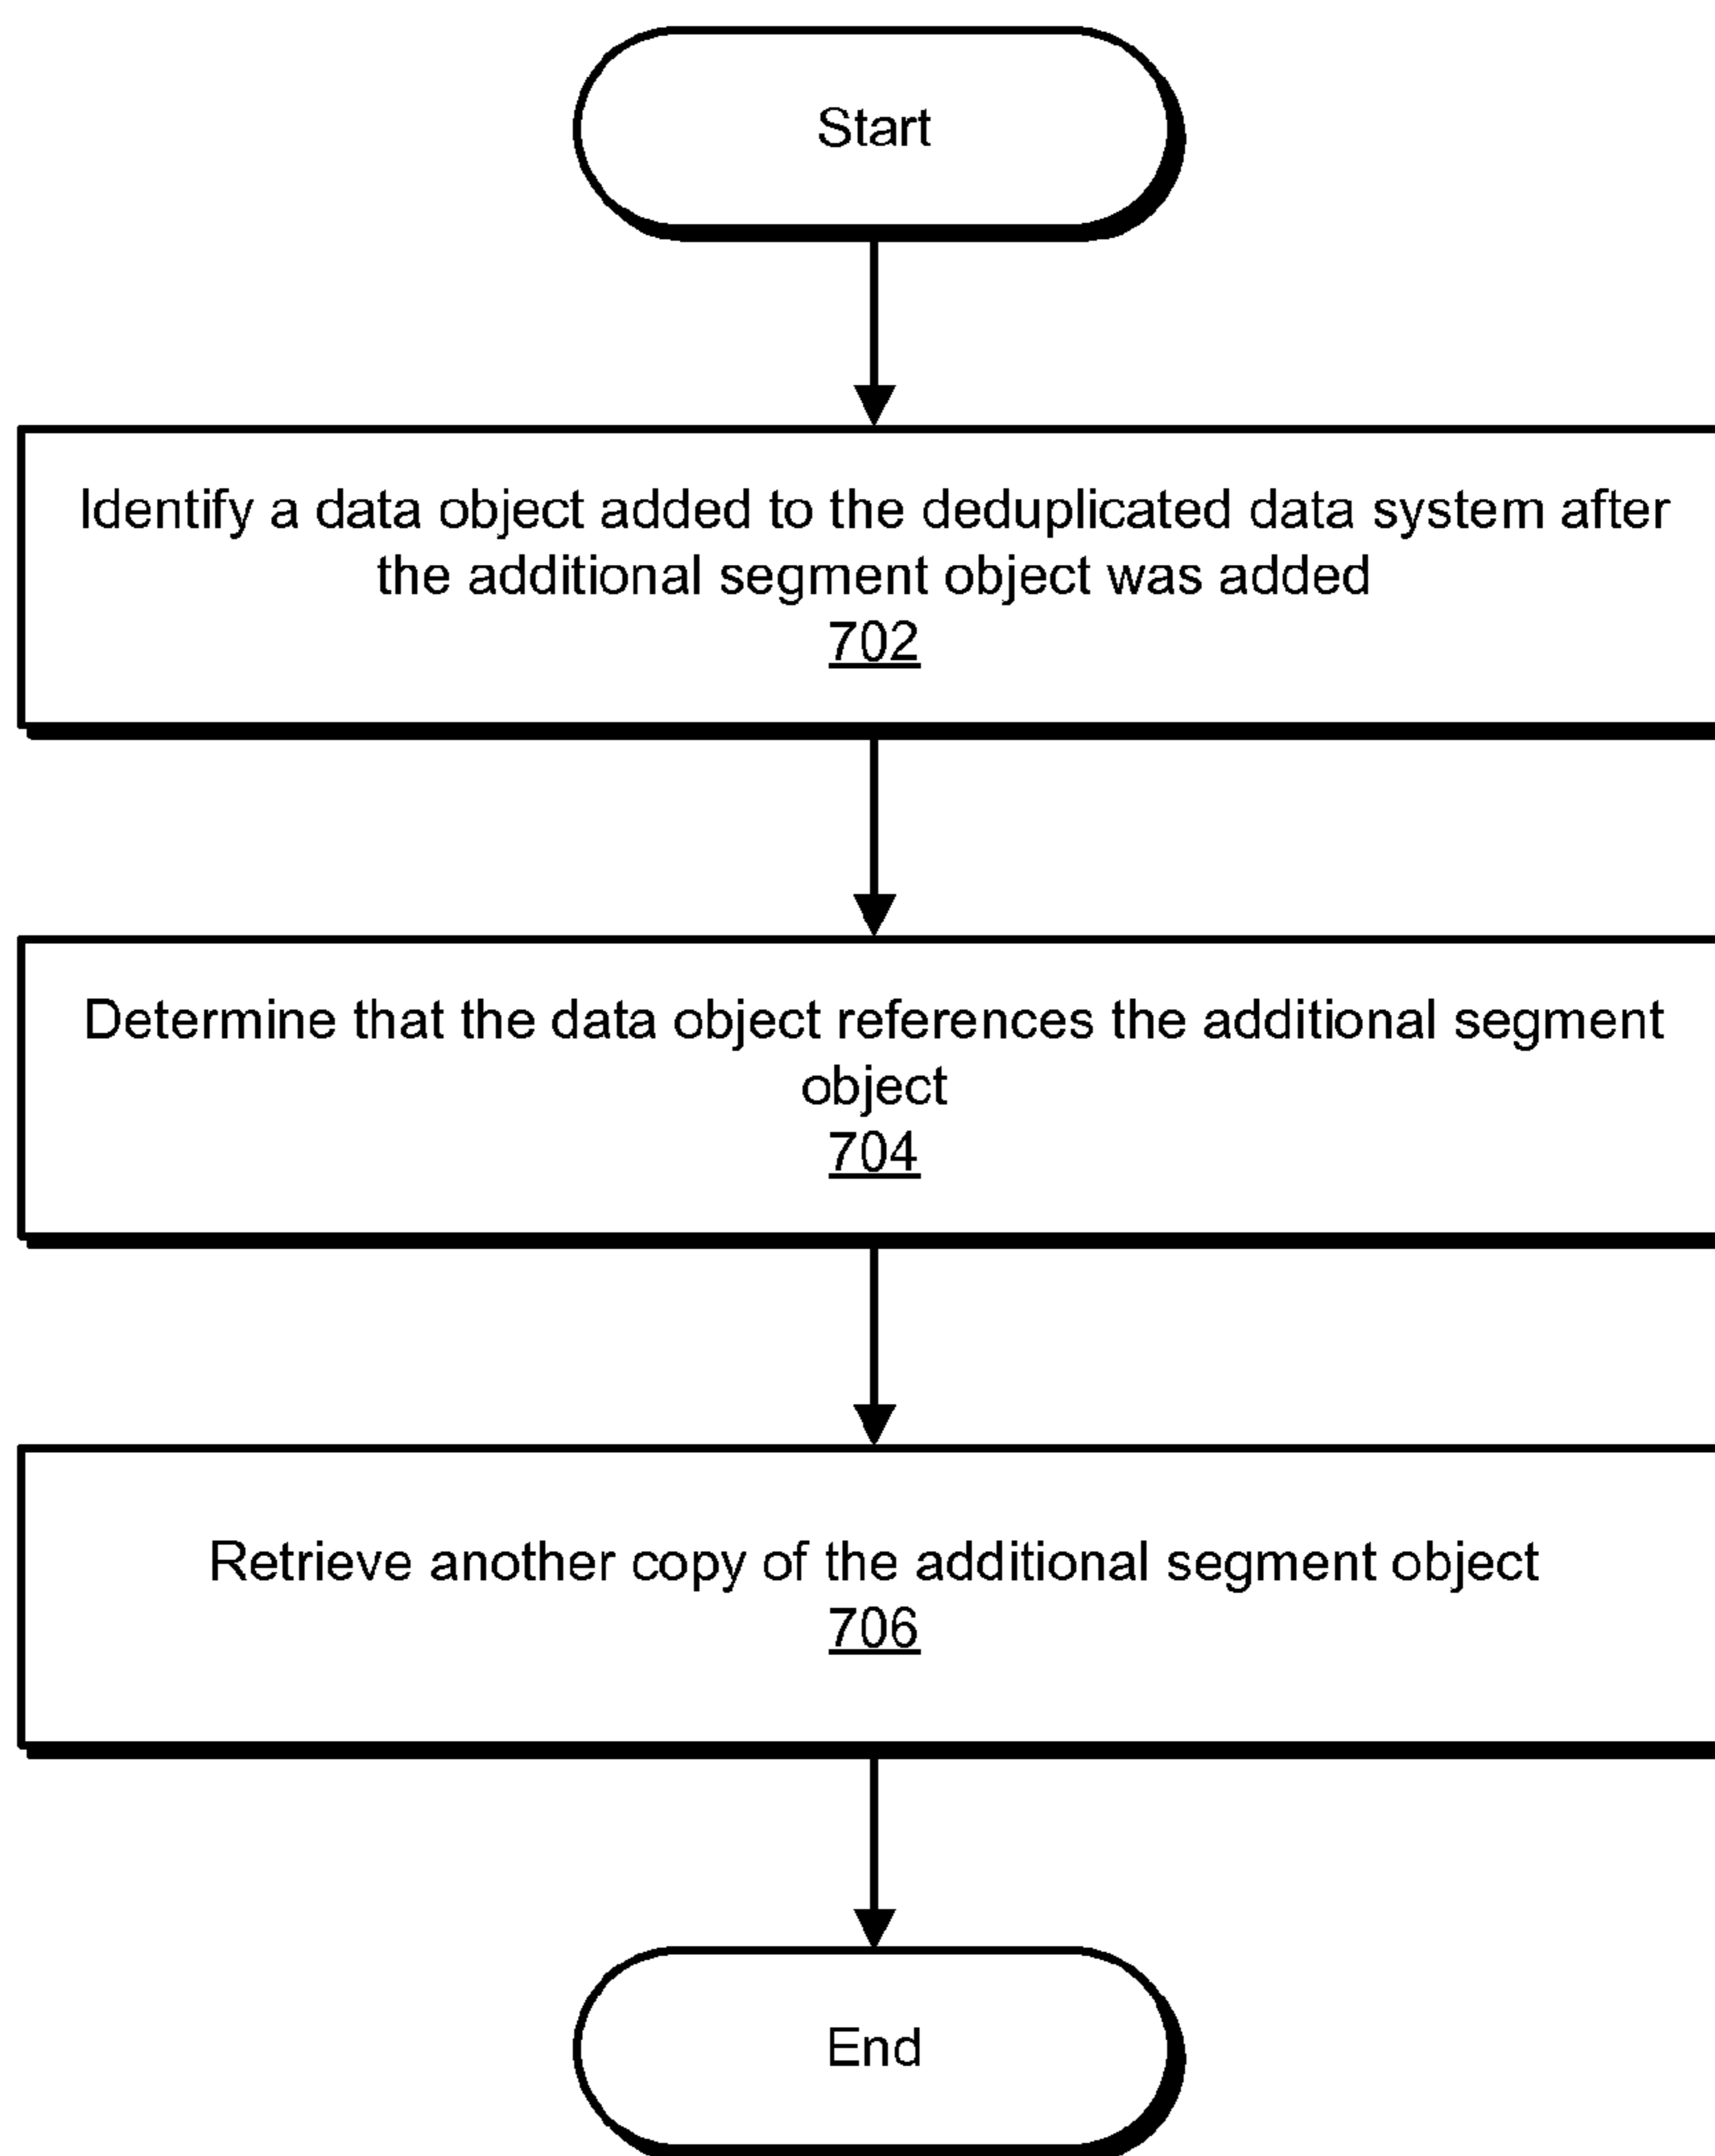 Start
Identify a data object added to the deduplicated data system after
the additional segment object was added
702
Determine that the data object references the additional segment
object
704
Retrieve another copy of the additional segment object
706
End